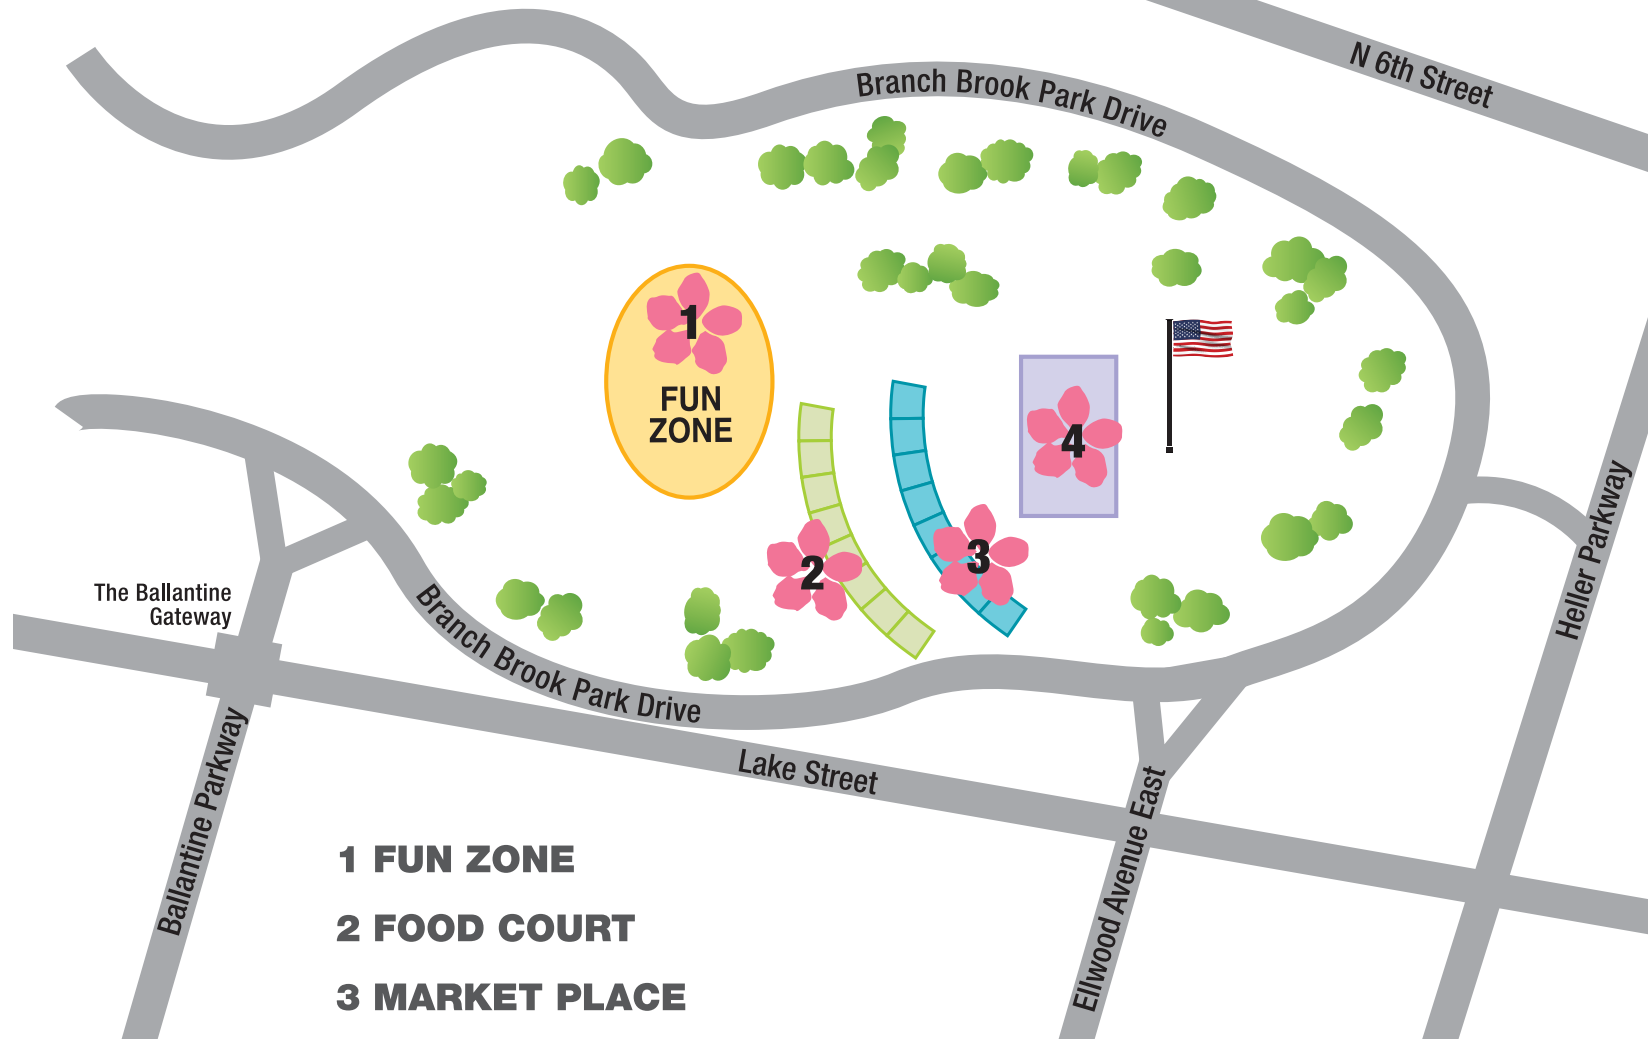 N 6th Street
Branch Brook Park Drive
1
FUN
ZONE
4
2
3
Heller Parkway
The Ballantine
Gateway
Branch Brook Park Drive
Lake Street
Ballantine Parkway
Ellwood Avenue East
1 FUN ZONE
2 FOOD COURT
3 MARKET PLACE